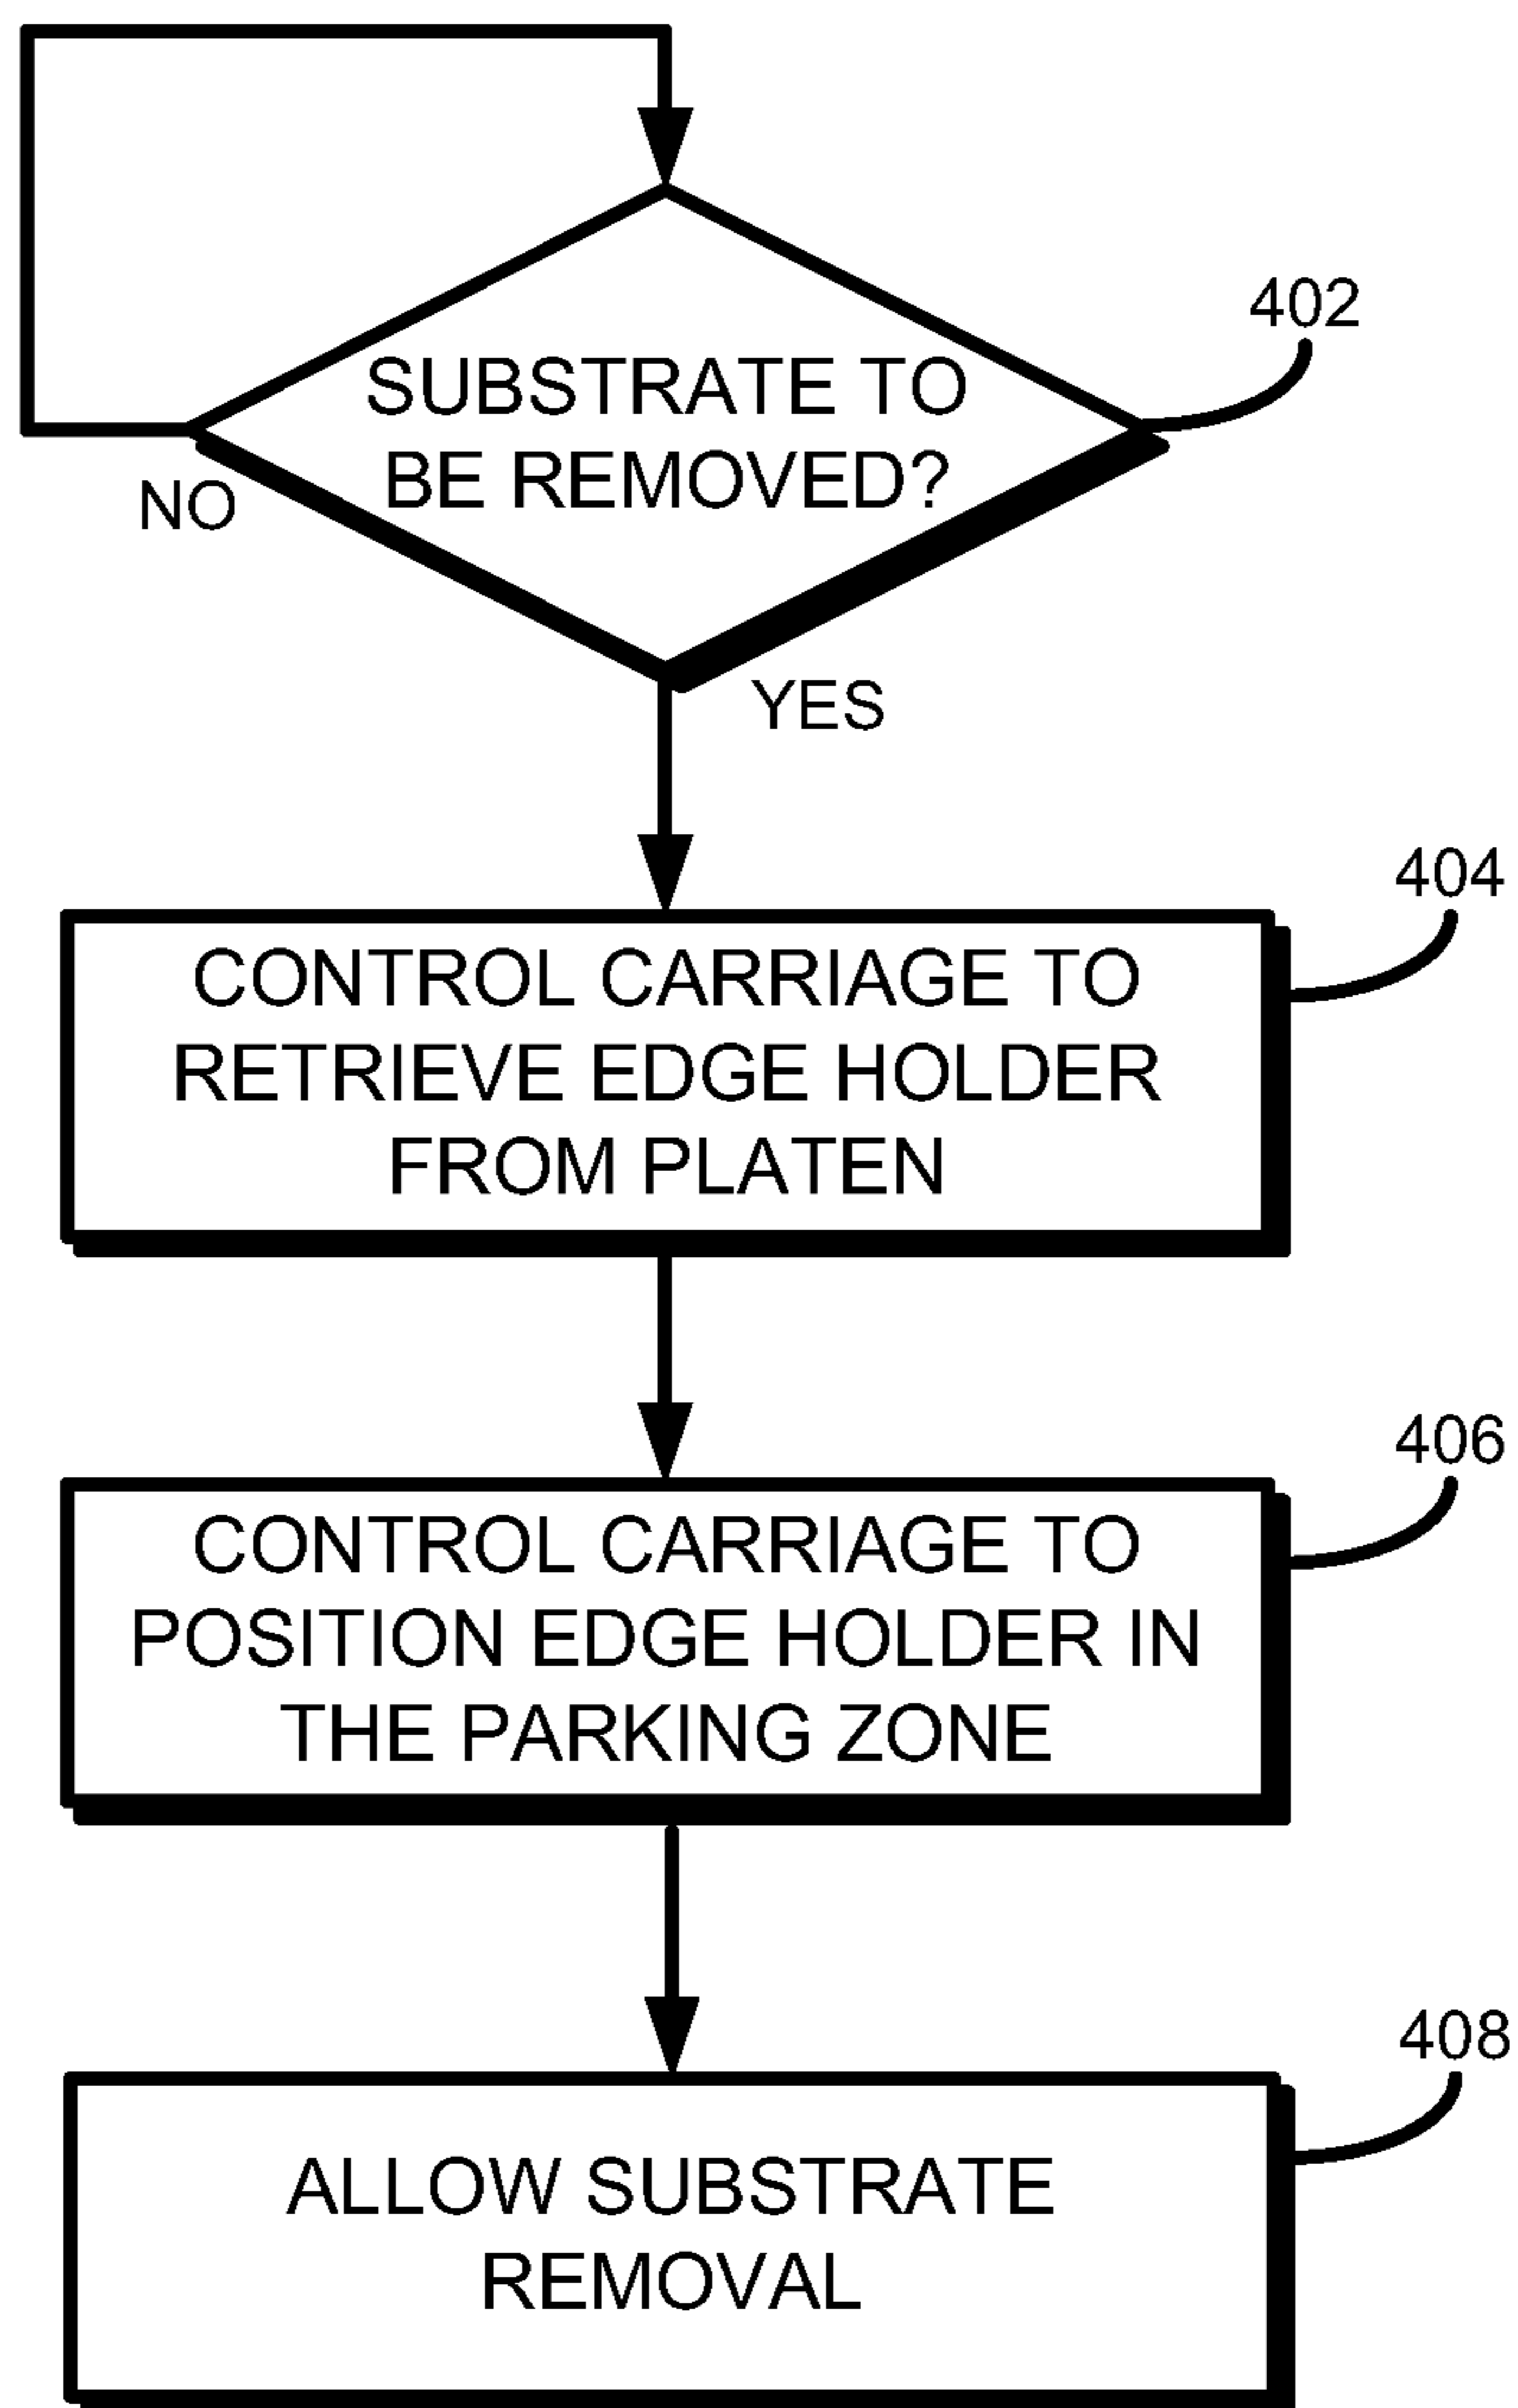 402
SUBSTRATE TO
BE REMOVED?
NO
YES
404
CONTROL CARRIAGE TO
RETRIEVE EDGE HOLDER
FROM PLATEN
406
CONTROL CARRIAGE TO
POSITION EDGE HOLDER IN
THE PARKING ZONE
408
ALLOW SUBSTRATE
REMOVAL